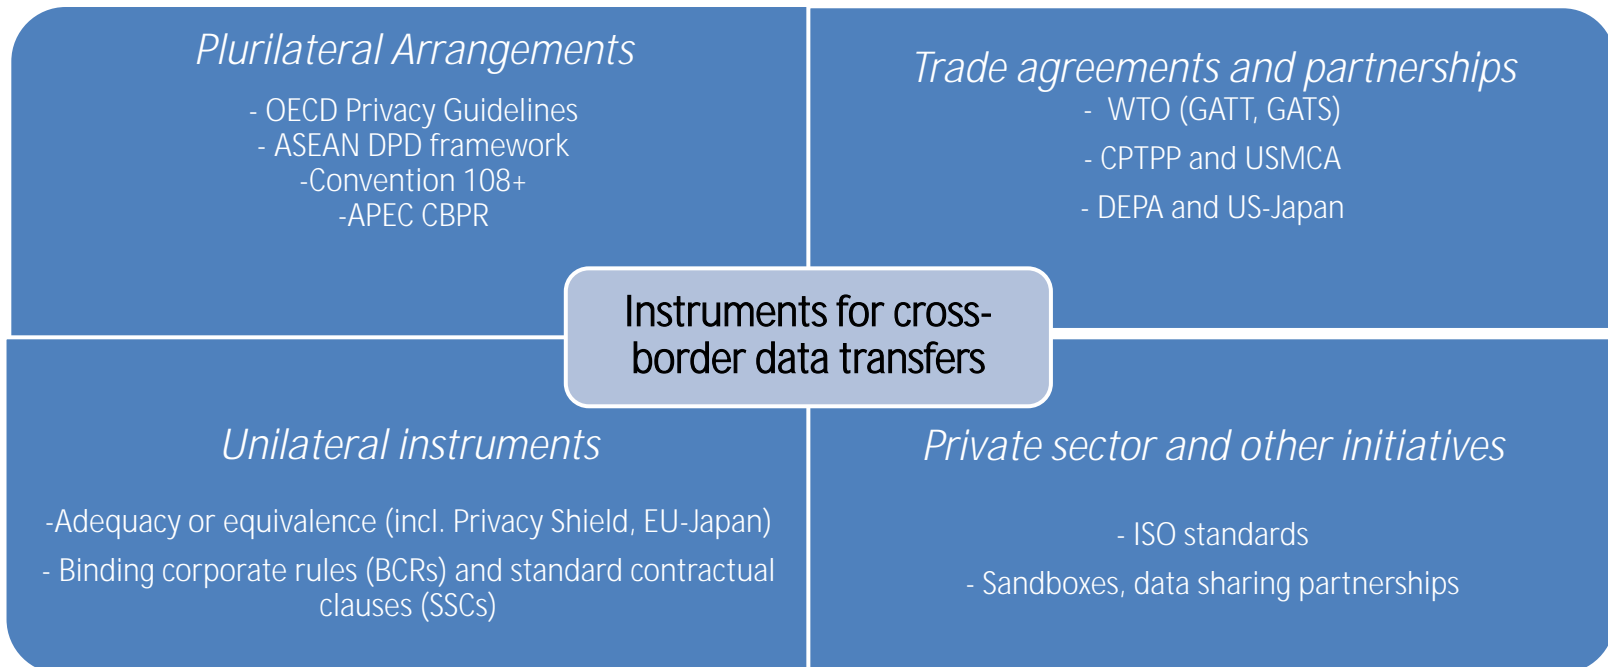 Plurilateral Arrangements
- OECD Privacy Guidelines
- ASEAN DPD framework
-Convention 108+
-APEC CBPR
Trade agreements and partnerships
- WTO (GATT, GATS)
- CPTPP and USMCA
- DEPA and US-Japan
Instruments for cross-
border data transfers
Unilateral instruments
-Adequacy or equivalence (incl. Privacy Shield, EU-Japan)
- Binding corporate rules (BCRs) and standard contractual
clauses (SSCs)
Private sector and other initiatives
- ISO standards
- Sandboxes, data sharing partnerships